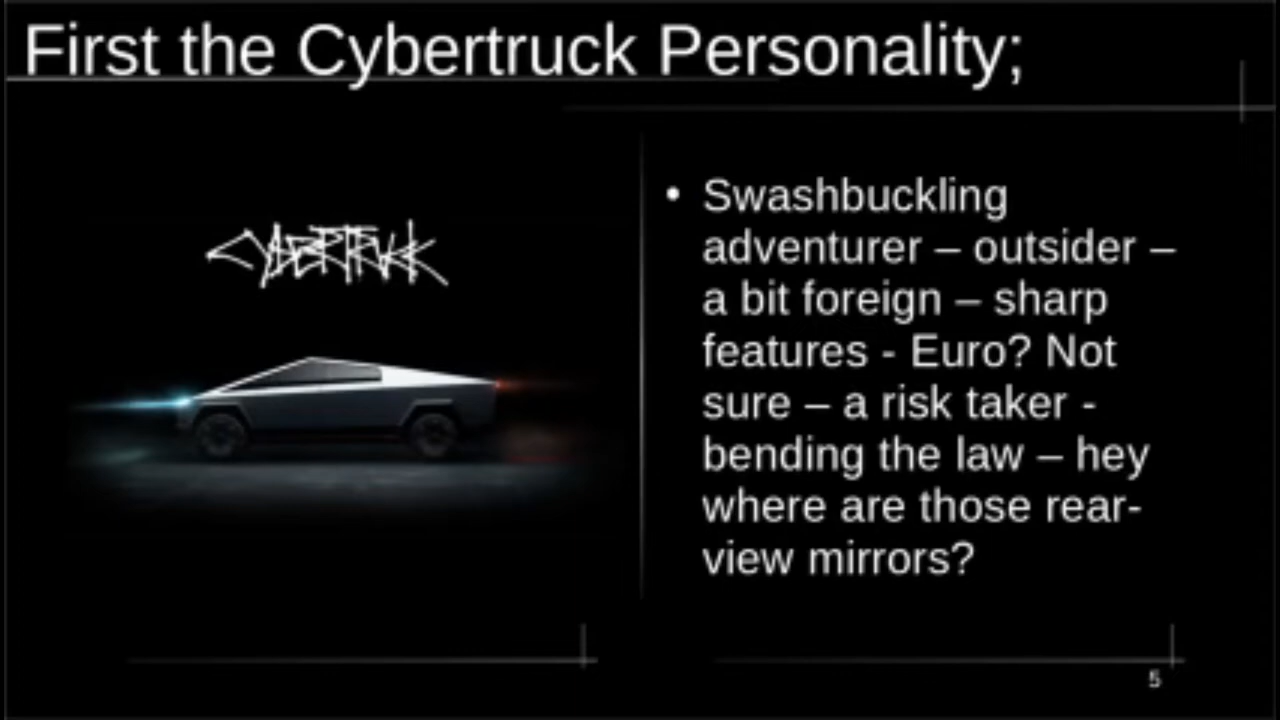 First the Cybertruck Personality;
CYBERTRUCK
• Swashbuckling
adventurer – outsider –
a bit foreign – sharp
features - Euro? Not
sure – a risk taker -
bending the law – hey
where are those rear-
view mirrors?
5